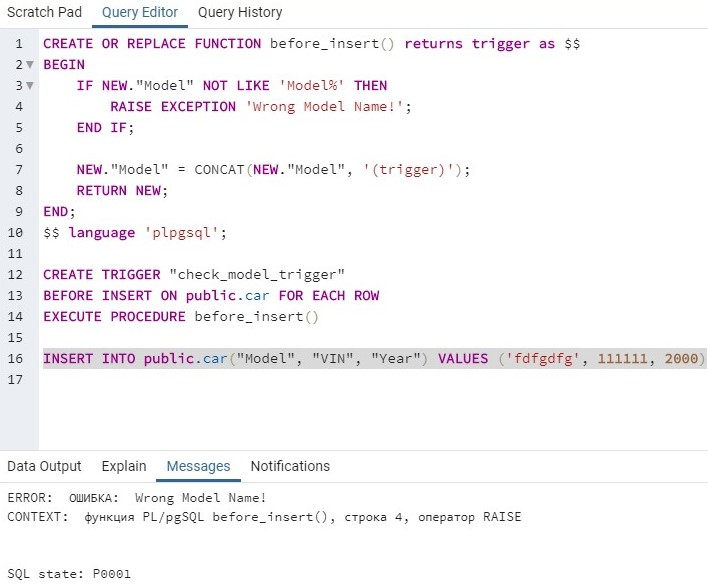 Scratch Pad Query Editor Query History
1 CREATE OR REPLACE FUNCTION before_insert() returns trigger as $$
2 BEGIN
3 IF NEW."Model" NOT LIKE 'Model%' THEN
4 RAISE EXCEPTION 'Wrong Model Name!';
5 END IF;
6
7 NEW."Model" = CONCAT(NEW."Model", '(trigger)');
8 RETURN NEW;
9 END;
10 $$ language 'plpgsql';
11
12 CREATE TRIGGER "check_model_trigger"
13 BEFORE INSERT ON public.car FOR EACH ROW
14 EXECUTE PROCEDURE before_insert()
15
16 INSERT INTO public.car("Model", "VIN", "Year") VALUES ('fdfgdfg', 111111, 2000)
17
Data Output Explain Messages Notifications
ERROR: ОШИБКА: Wrong Model Name!
CONTEXT: функция PL/pgSQL before_insert(), строка 4, оператор RAISE
SQL state: P0001